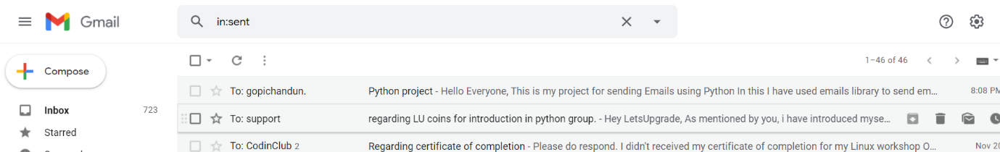 Gmail
in:sent
Compose
1–46 of 46
To: gopichandun. Python project - Hello Everyone, This is my project for sending Emails using Python In this I have used emails library to send em… 8:08 PM
Inbox 723
To: support regarding LU coins for introduction in python group. - Hey LetsUpgrade, As mentioned by you, i have introduced myse…
Starred
To: CodinClub 2 Regarding certificate of completion - Please do respond. I didn't received my certificate of completion for my Linux workshop O… Nov 20